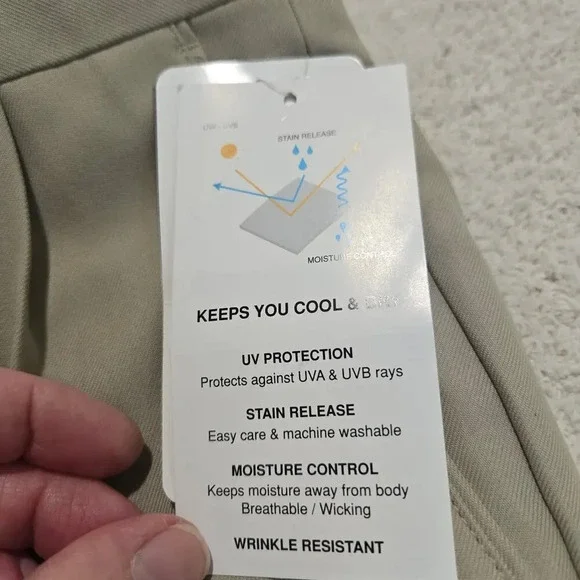 STAIN RELEASE
KEEPS YOU COOL &
UV PROTECTION
Protects against UVA & UVB rays
STAIN RELEASE
Easy care & machine washable
MOISTURE CONTROL
Keeps moisture away from body
Breathable / Wicking
WRINKLE RESISTANT